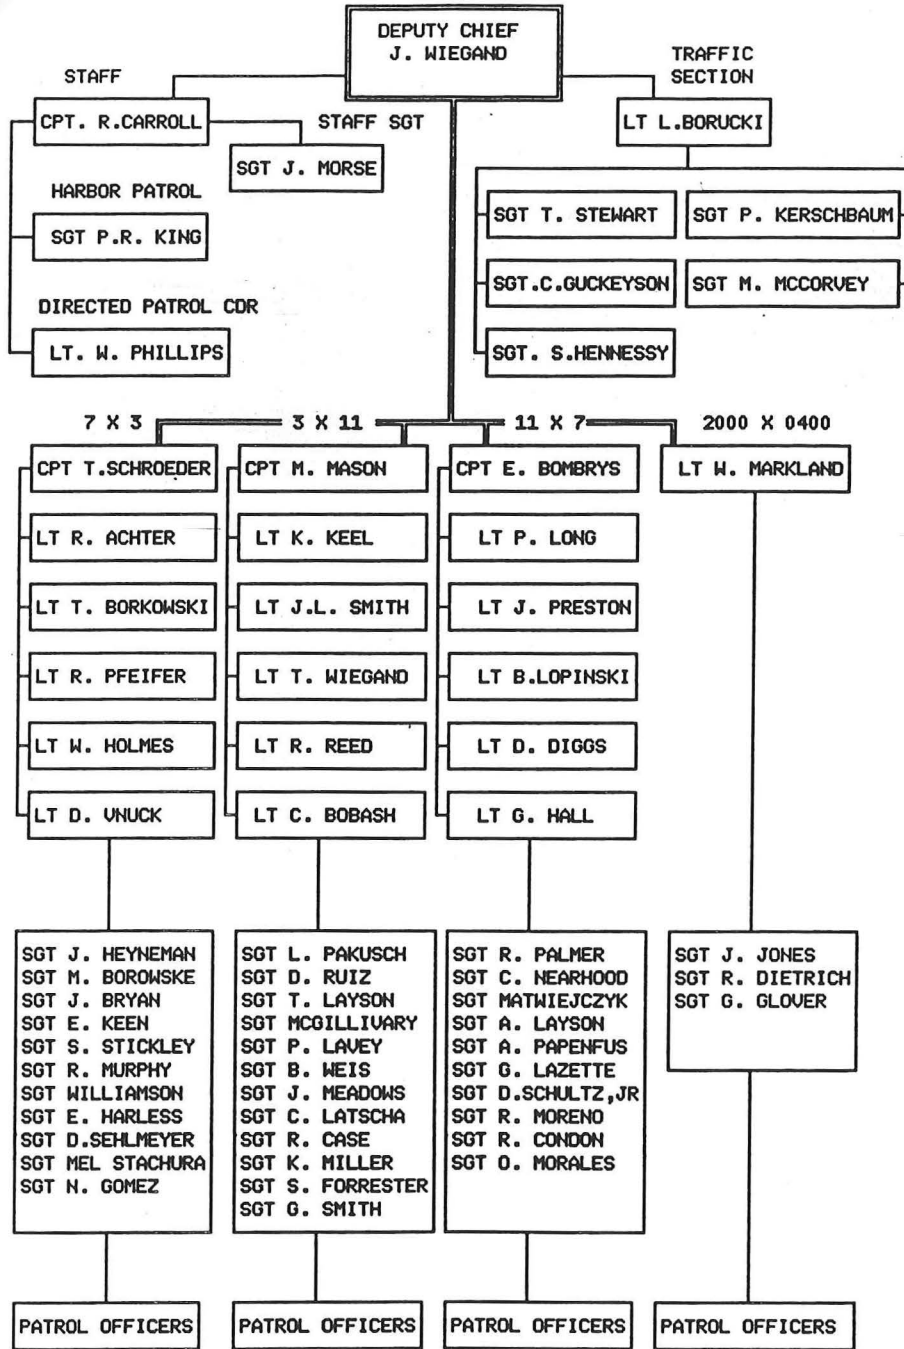 DEPUTY CHIEF
J. WIEGAND
STAFF
CPT. R.CARROLL
STAFF SGT
SGT J. MORSE
HARBOR PATROL
SGT P.R. KING
DIRECTED PATROL CDR
LT. W. PHILLIPS
TRAFFIC
SECTION
LT L.BORUCKI
SGT T. STEWART
SGT P. KERSCHBAUM
SGT.C.GUCKEYSON
SGT M. MCCORVEY
SGT. S.HENNESSY
7 X 3
CPT T.SCHROEDER
LT R. ACHTER
LT T. BORKOWSKI
LT R. PFEIFER
LT W. HOLMES
LT D. VNUCK
SGT J. HEYNEMAN
SGT M. BOROWSKE
SGT J. BRYAN
SGT E. KEEN
SGT S. STICKLEY
SGT R. MURPHY
SGT WILLIAMSON
SGT E. HARLESS
SGT D.SEHLMEYER
SGT MEL STACHURA
SGT N. GOMEZ
PATROL OFFICERS
3 X 11
CPT M. MASON
LT K. KEEL
LT J.L. SMITH
LT T. WIEGAND
LT R. REED
LT C. BOBASH
SGT L. PAKUSCH
SGT D. RUIZ
SGT T. LAYSON
SGT MCGILLIVARY
SGT P. LAVEY
SGT B. WEIS
SGT J. MEADOWS
SGT C. LATSCHA
SGT R. CASE
SGT K. MILLER
SGT S. FORRESTER
SGT G. SMITH
PATROL OFFICERS
11 X 7
CPT E. BOMBRYS
LT P. LONG
LT J. PRESTON
LT B.LOPINSKI
LT D. DIGGS
LT G. HALL
SGT R. PALMER
SGT C. NEARHOOD
SGT MATWIEJCZYK
SGT A. LAYSON
SGT A. PAPENFUS
SGT G. LAZETTE
SGT D.SCHULTZ,JR
SGT R. MORENO
SGT R. CONDON
SGT O. MORALES
PATROL OFFICERS
2000 X 0400
LT W. MARKLAND
SGT J. JONES
SGT R. DIETRICH
SGT G. GLOVER
PATROL OFFICERS